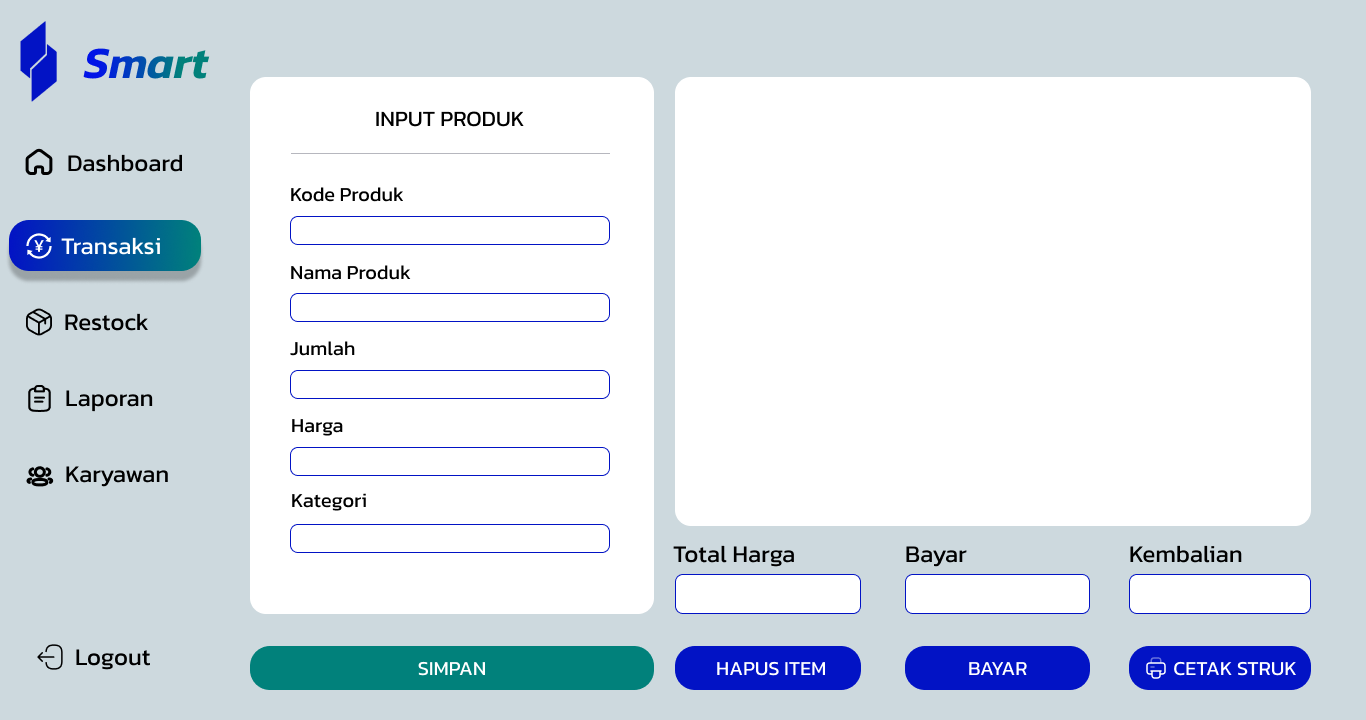 Smart
Dashboard
Transaksi
Restock
Laporan
Karyawan
Logout
INPUT PRODUK
Kode Produk
Nama Produk
Jumlah
Harga
Kategori
SIMPAN
Total Harga
Bayar
Kembalian
HAPUS ITEM
BAYAR
CETAK STRUK